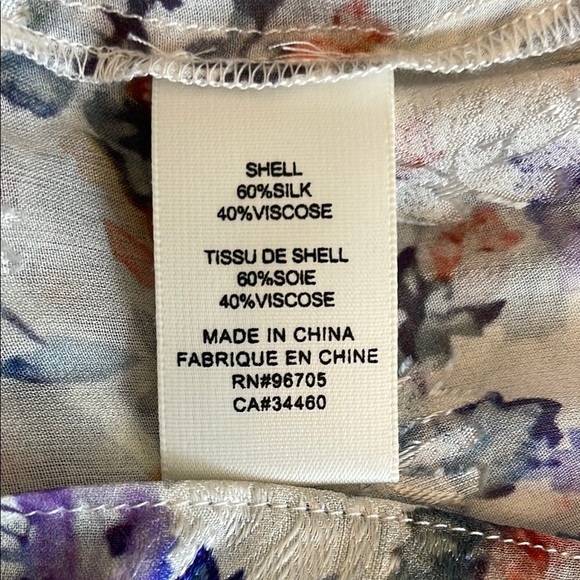 SHELL
60%SILK
40%VISCOSE
TISSU DE SHELL
60%SOIE
40%VISCOSE
MADE IN CHINA
FABRIQUE EN CHINE
RN#96705
CA#34460